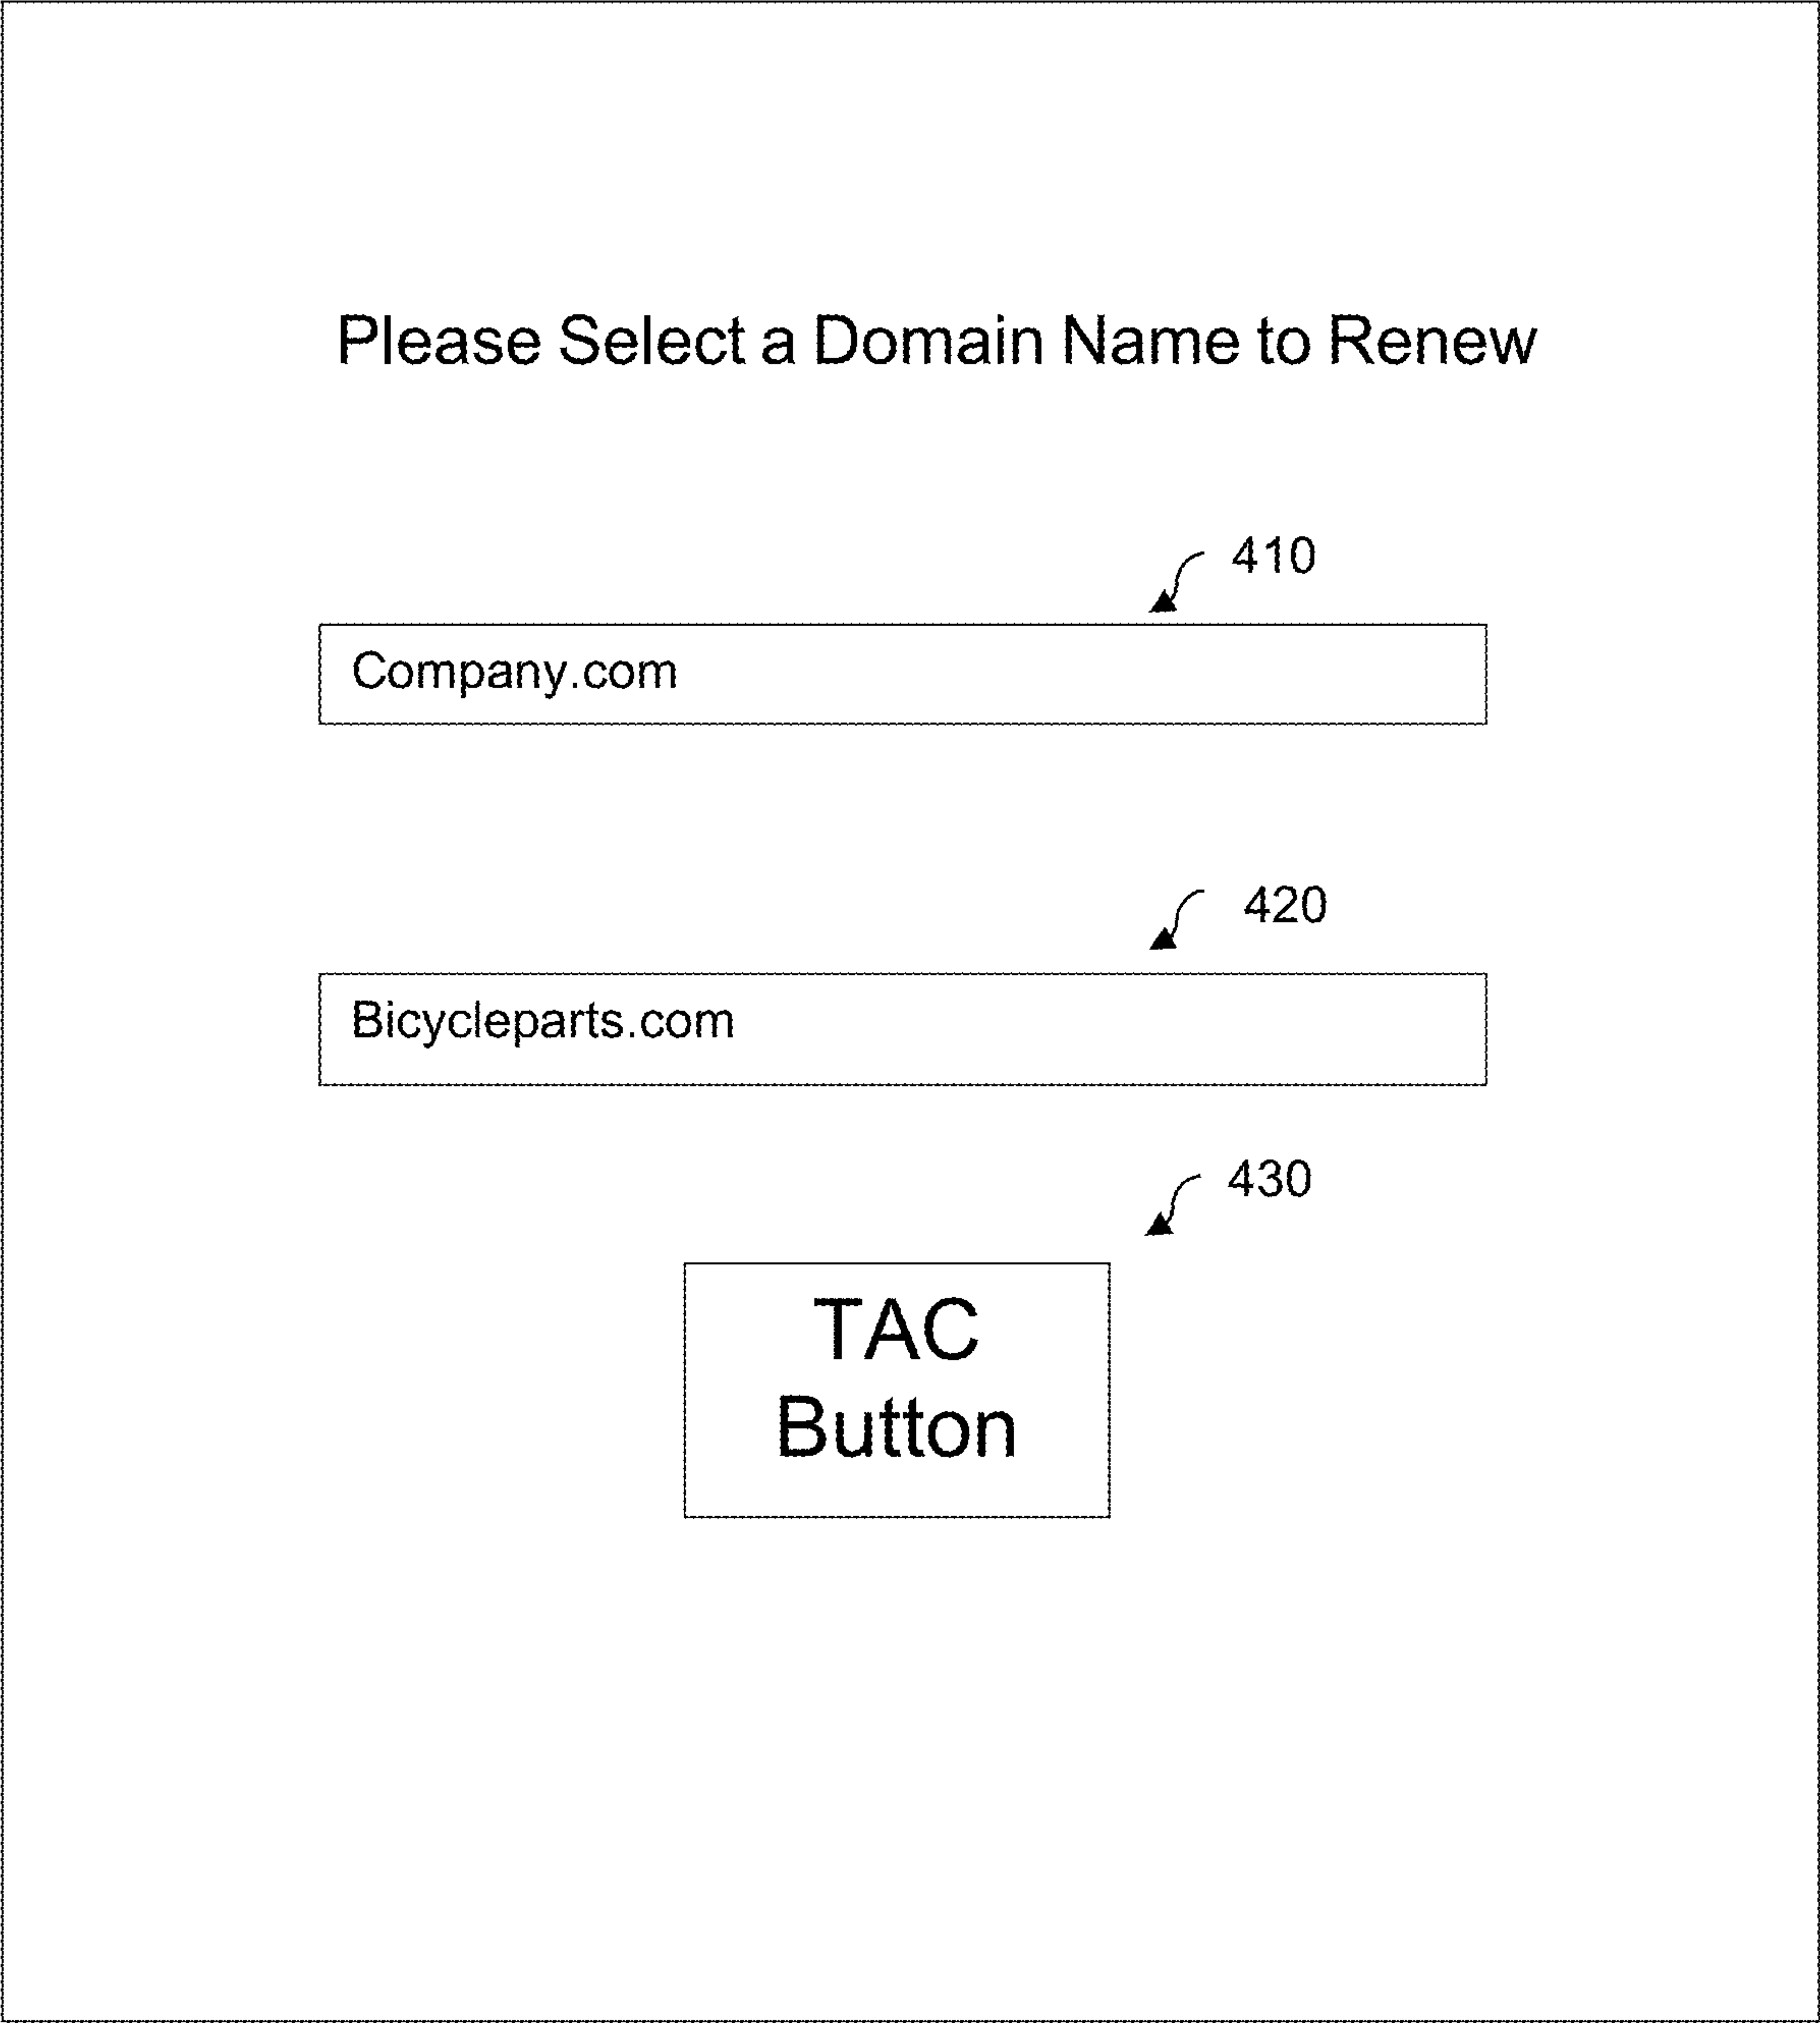 Please Select a Domain Name to Renew
410
Company.com
420
Bicycleparts.com
430
TAC
Button